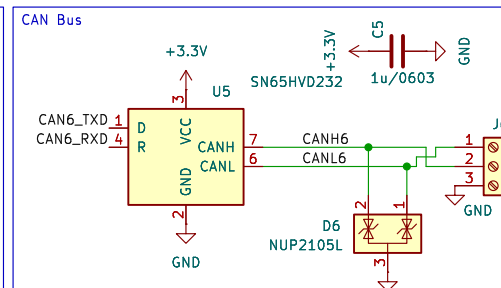 CAN Bus
+3.3V
C5
+3.3V
1u/0603
GND
SN65HVD232
U5
3
VCC
CAN6_TXD 1 D
CAN6_RXD 4 R
CANH 7 CANH6
CANL 6 CANL6
GND
2
GND
J
1
2
3
GND
2
1
D6
NUP2105L
3